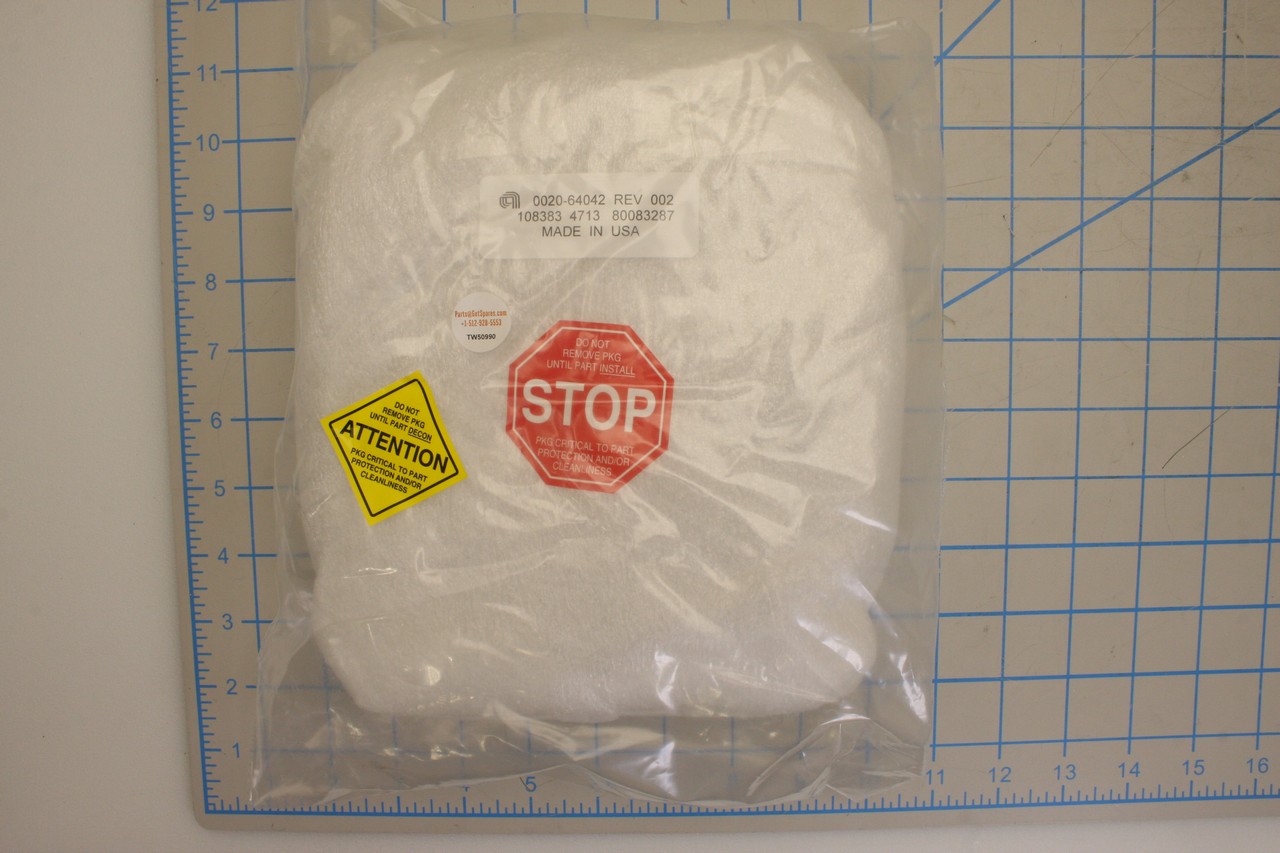 0020-64042 REV 002
108383 4713 80083287
MADE IN USA
Parts@GetSpares.com
+1-512-928-5553
TW50990
DO NOT
REMOVE PKG
UNTIL PART INSTALL
STOP
PKG CRITICAL TO PART
PROTECTION AND/OR
CLEANLINESS
DO NOT
REMOVE PKG
UNTIL PART DECON
ATTENTION
PKG CRITICAL TO PART
PROTECTION AND/OR
CLEANLINESS
12
11
10
9
8
7
6
5
4
3
2
1
5
11 12 13 14 15 16